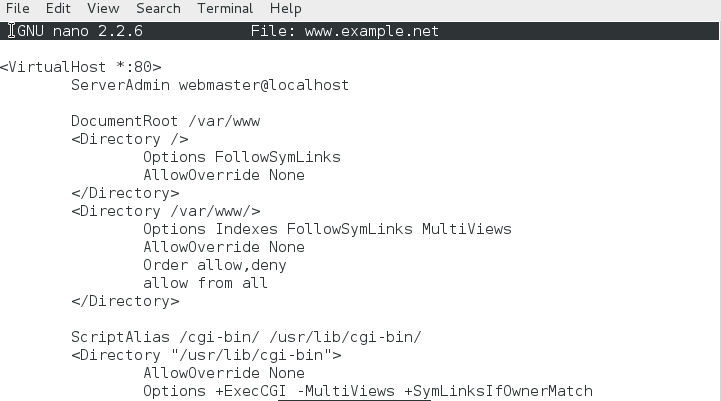 File Edit View Search Terminal Help
GNU nano 2.2.6 File: www.example.net
<VirtualHost *:80>
ServerAdmin webmaster@localhost
DocumentRoot /var/www
<Directory />
Options FollowSymLinks
AllowOverride None
</Directory>
<Directory /var/www/>
Options Indexes FollowSymLinks MultiViews
AllowOverride None
Order allow,deny
allow from all
</Directory>
ScriptAlias /cgi-bin/ /usr/lib/cgi-bin/
<Directory "/usr/lib/cgi-bin">
AllowOverride None
Options +ExecCGI -MultiViews +SymLinksIfOwnerMatch